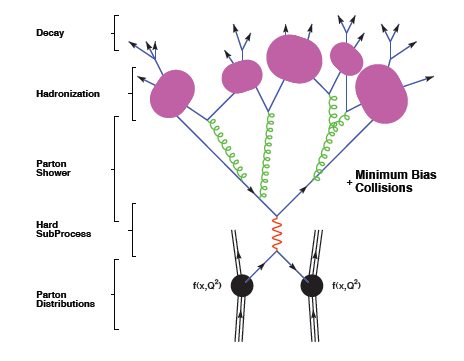 Decay
Hadronization
Parton
Shower
+ Minimum Bias
Collisions
Hard
SubProcess
f(x,Q²)
f(x,Q²)
Parton
Distributions